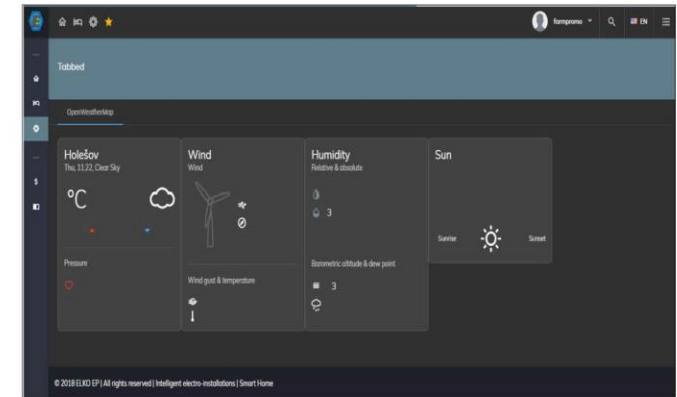 farmpromo
EN
Tabbed
OpenWeatherMap
Holešov
Thu, 11:22, Clear Sky
°C
Pressure
Wind
Wind
Wind gust & temperature
Humidity
Relative & absolute
3
Barometric altitude & dew point
3
Sun
Sunrise
Sunset
© 2018 ELKO EP | All rights reserved | Intelligent electro-installations | Smart Home